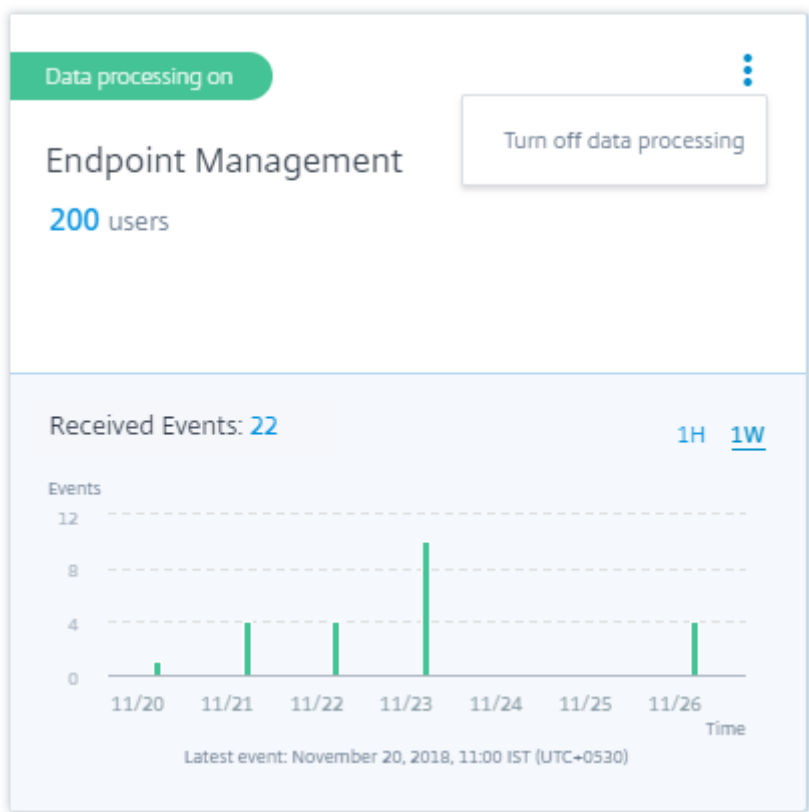 Data processing on
Turn off data processing
Endpoint Management
200 users
Received Events: 22
1H 1W
Events
12
8
4
0
11/20 11/21 11/22 11/23 11/24 11/25 11/26
Time
Latest event: November 20, 2018, 11:00 IST (UTC+0530)